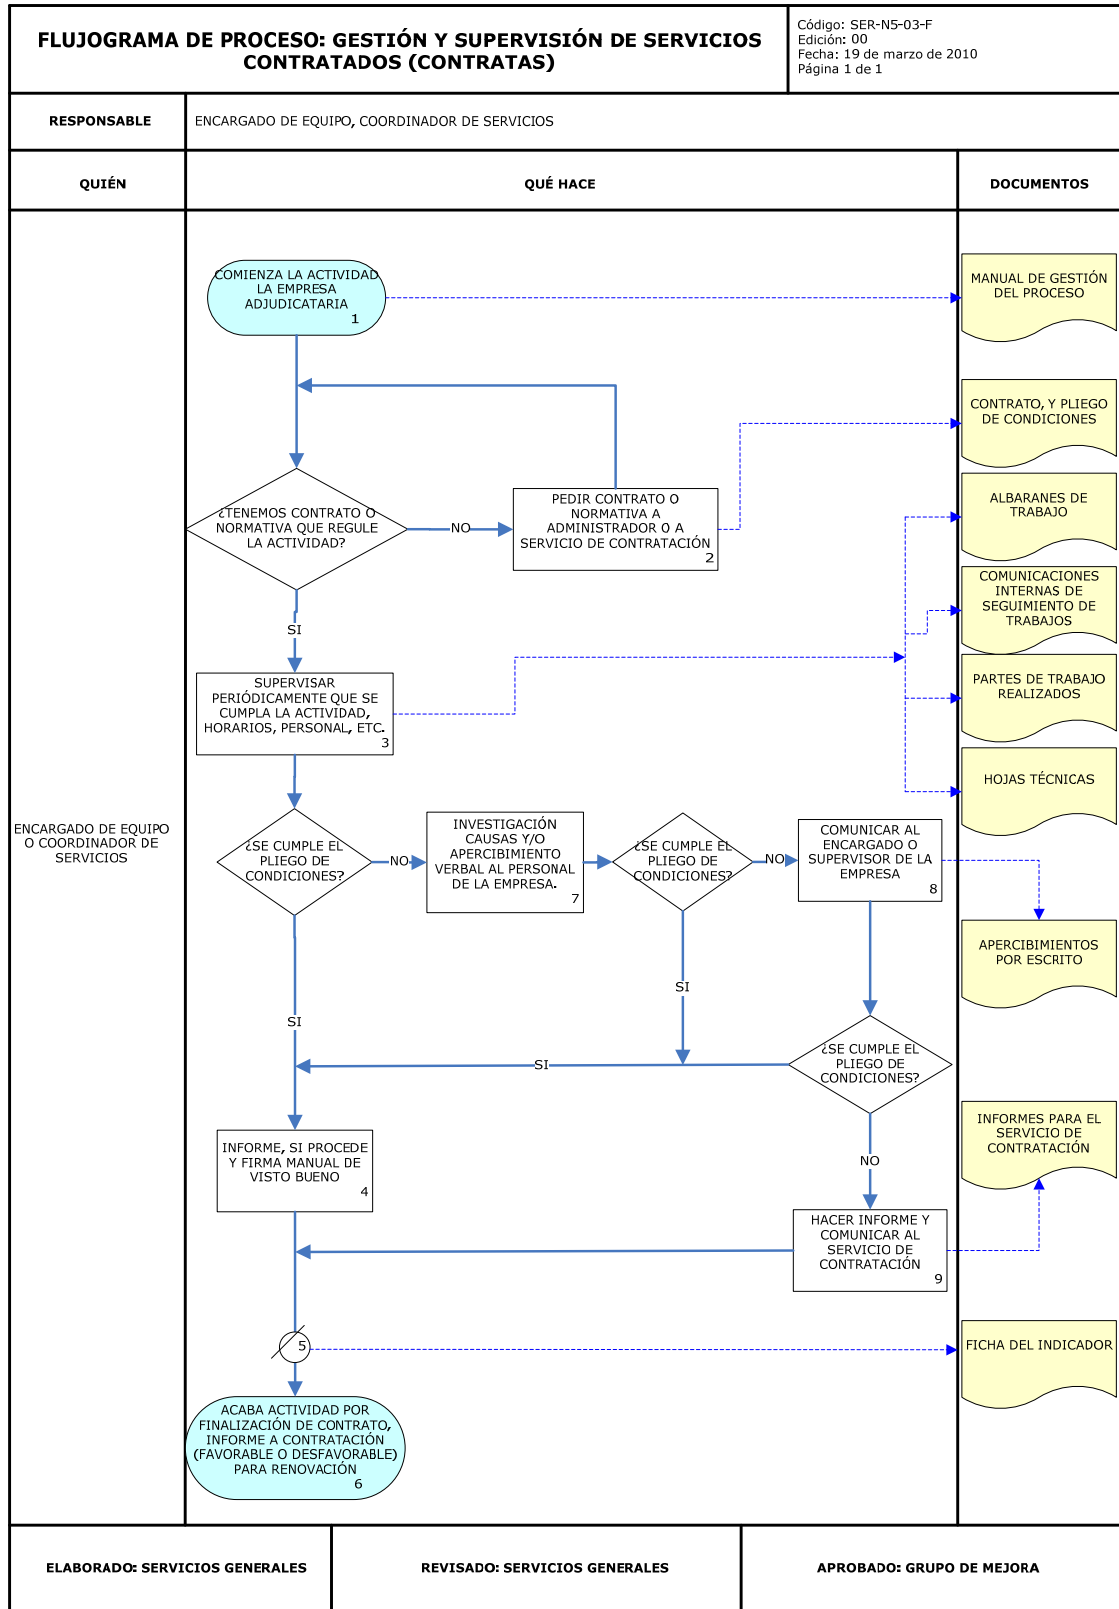 FLUJOGRAMA DE PROCESO: GESTIÓN Y SUPERVISIÓN DE SERVICIOS
CONTRATADOS (CONTRATAS)
Código: SER-N5-03-F
Edición: 00
Fecha: 19 de marzo de 2010
Página 1 de 1
RESPONSABLE
ENCARGADO DE EQUIPO, COORDINADOR DE SERVICIOS
QUIÉN
QUÉ HACE
DOCUMENTOS
COMIENZA LA ACTIVIDAD
LA EMPRESA
ADJUDICATARIA
1
MANUAL DE GESTIÓN
DEL PROCESO
CONTRATO, Y PLIEGO
DE CONDICIONES
¿TENEMOS CONTRATO O
NORMATIVA QUE REGULE
LA ACTIVIDAD?
NO
PEDIR CONTRATO O
NORMATIVA A
ADMINISTRADOR O A
SERVICIO DE CONTRATACIÓN
2
ALBARANES DE
TRABAJO
COMUNICACIONES
INTERNAS DE
SEGUIMIENTO DE
TRABAJOS
SI
SUPERVISAR
PERIÓDICAMENTE QUE SE
CUMPLA LA ACTIVIDAD,
HORARIOS, PERSONAL, ETC.
3
PARTES DE TRABAJO
REALIZADOS
HOJAS TÉCNICAS
ENCARGADO DE EQUIPO
O COORDINADOR DE
SERVICIOS
¿SE CUMPLE EL
PLIEGO DE
CONDICIONES?
NO
INVESTIGACIÓN
CAUSAS Y/O
APERCIBIMIENTO
VERBAL AL PERSONAL
DE LA EMPRESA.
7
¿SE CUMPLE EL
PLIEGO DE
CONDICIONES?
NO
COMUNICAR AL
ENCARGADO O
SUPERVISOR DE LA
EMPRESA
8
APERCIBIMIENTOS
POR ESCRITO
SI
SI
SI
¿SE CUMPLE EL
PLIEGO DE
CONDICIONES?
INFORMES PARA EL
SERVICIO DE
CONTRATACIÓN
INFORME, SI PROCEDE
Y FIRMA MANUAL DE
VISTO BUENO
4
NO
HACER INFORME Y
COMUNICAR AL
SERVICIO DE
CONTRATACIÓN
9
5
FICHA DEL INDICADOR
ACABA ACTIVIDAD POR
FINALIZACIÓN DE CONTRATO,
INFORME A CONTRATACIÓN
(FAVORABLE O DESFAVORABLE)
PARA RENOVACIÓN
6
ELABORADO: SERVICIOS GENERALES
REVISADO: SERVICIOS GENERALES
APROBADO: GRUPO DE MEJORA